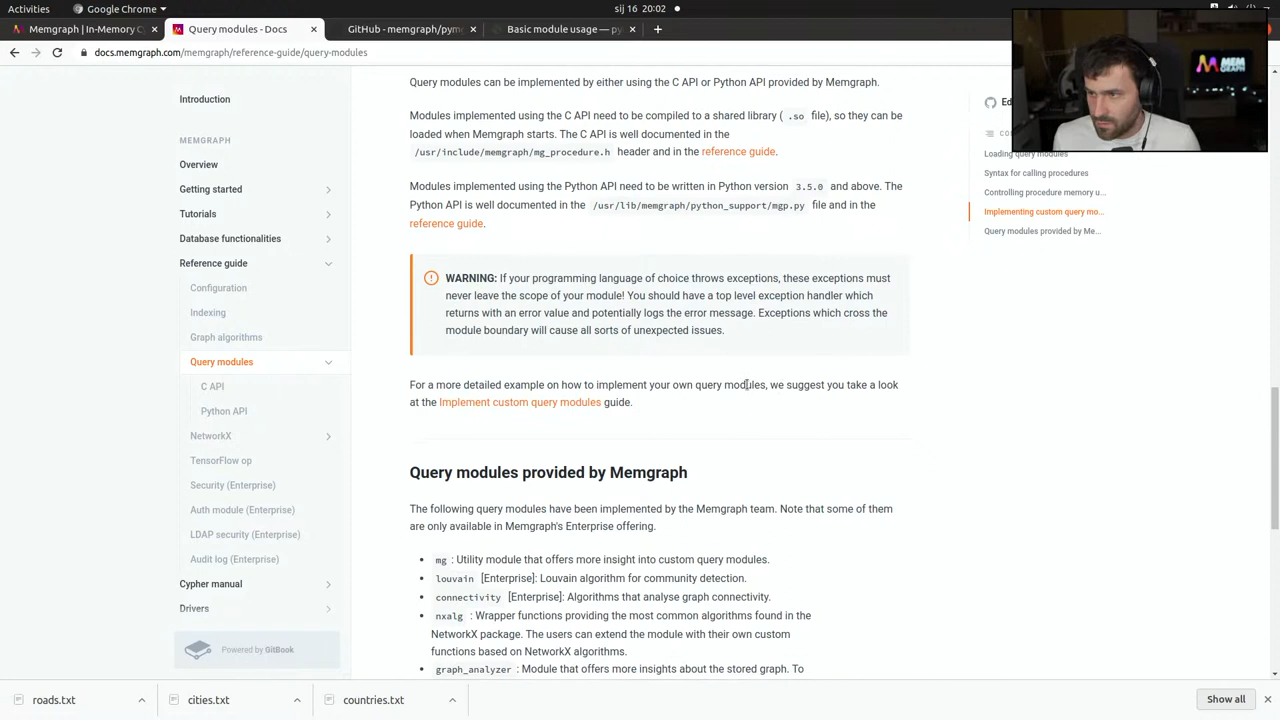 Activities
Google Chrome
sij 16 20:02
Memgraph | In-Memory C
Query modules - Docs
GitHub - memgraph/pym
Basic module usage — py
docs.memgraph.com/memgraph/reference-guide/query-modules
Introduction
MEMGRAPH
Overview
Getting started
Tutorials
Database functionalities
Reference guide
Configuration
Indexing
Graph algorithms
Query modules
C API
Python API
NetworkX
TensorFlow op
Security (Enterprise)
Auth module (Enterprise)
LDAP security (Enterprise)
Audit log (Enterprise)
Cypher manual
Drivers
Powered by GitBook
Query modules can be implemented by either using the C API or Python API provided by Memgraph.
Modules implemented using the C API need to be compiled to a shared library ( .so file), so they can be
loaded when Memgraph starts. The C API is well documented in the
/usr/include/memgraph/mg_procedure.h header and in the reference guide.
Modules implemented using the Python API need to be written in Python version 3.5.0 and above. The
Python API is well documented in the /usr/lib/memgraph/python_support/mgp.py file and in the
reference guide.
WARNING: If your programming language of choice throws exceptions, these exceptions must
never leave the scope of your module! You should have a top level exception handler which
returns with an error value and potentially logs the error message. Exceptions which cross the
module boundary will cause all sorts of unexpected issues.
For a more detailed example on how to implement your own query modules, we suggest you take a look
at the Implement custom query modules guide.
Query modules provided by Memgraph
The following query modules have been implemented by the Memgraph team. Note that some of them
are only available in Memgraph's Enterprise offering.
mg : Utility module that offers more insight into custom query modules.
louvain [Enterprise]: Louvain algorithm for community detection.
connectivity [Enterprise]: Algorithms that analyse graph connectivity.
nxalg : Wrapper functions providing the most common algorithms found in the
NetworkX package. The users can extend the module with their own custom
functions based on NetworkX algorithms.
graph_analyzer : Module that offers more insights about the stored graph. To
Ed
CO
Loading query modules
Syntax for calling procedures
Controlling procedure memory u...
Implementing custom query mo...
Query modules provided by Me...
roads.txt
cities.txt
countries.txt
Show all